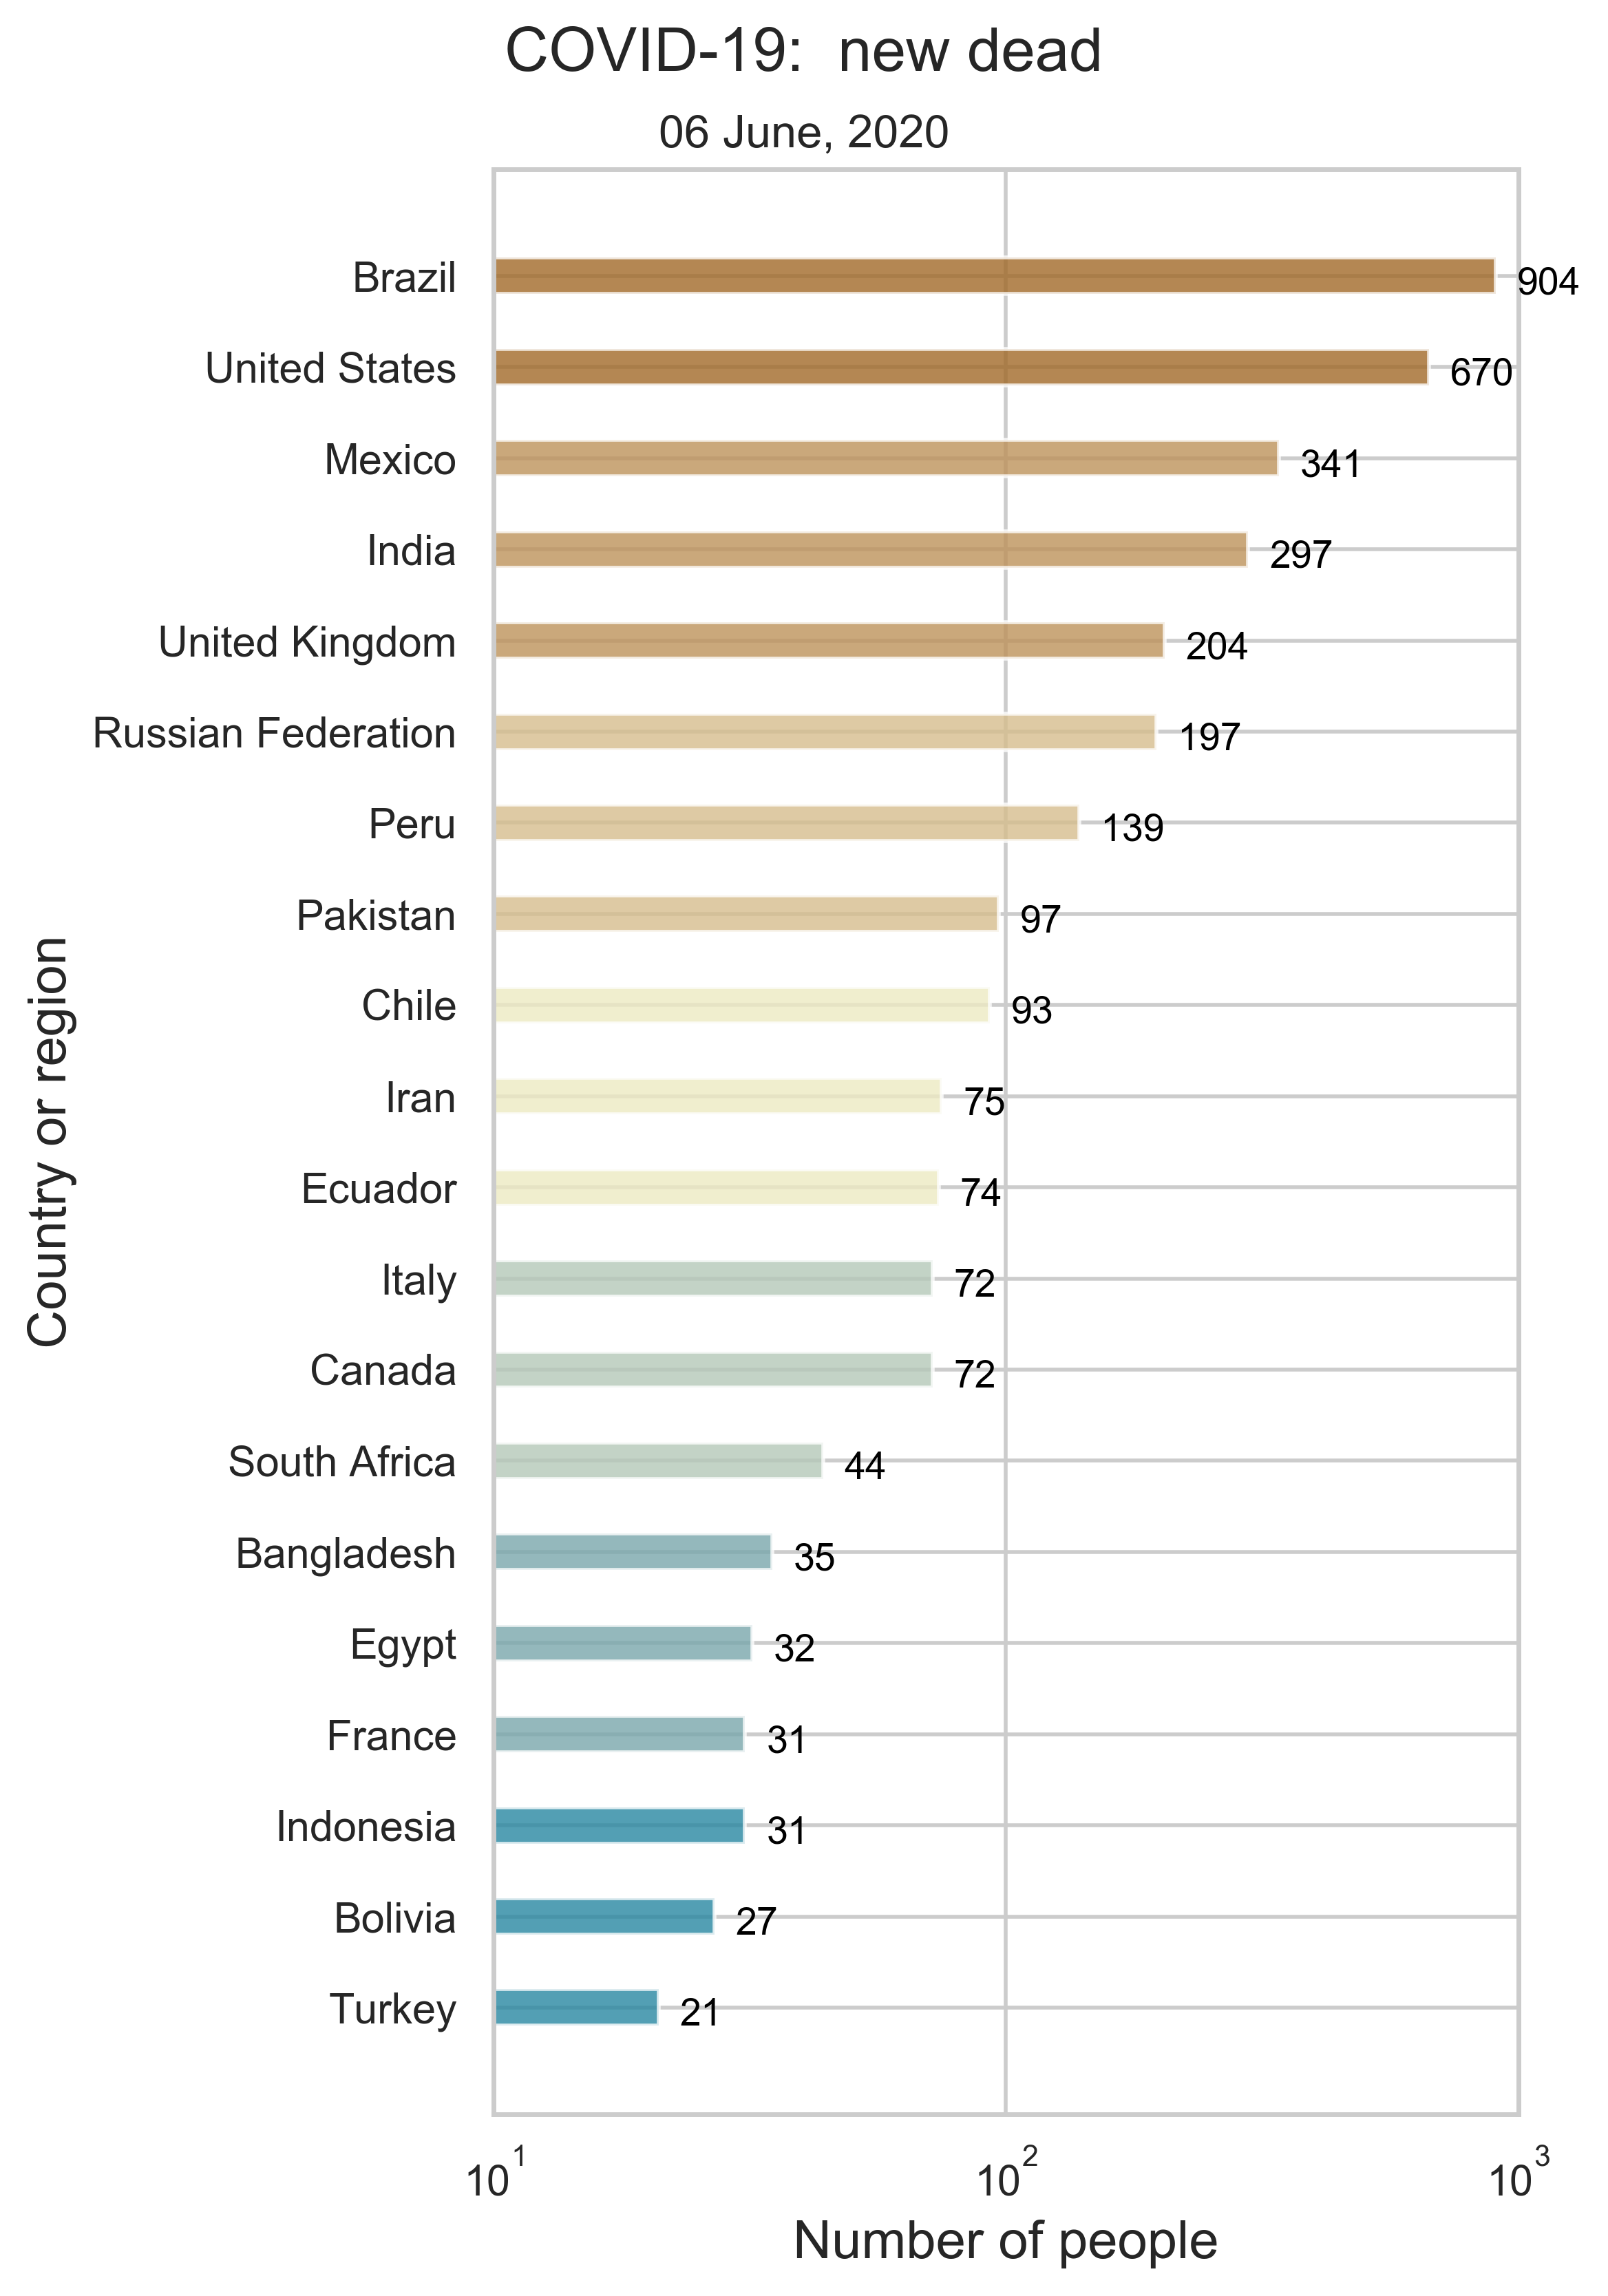 COVID-19:  new dead
06 June, 2020
Brazil 904
United States 670
Mexico 341
India 297
United Kingdom 204
Russian Federation 197
Peru 139
Pakistan 97
Chile 93
Iran 75
Ecuador 74
Italy 72
Canada 72
South Africa 44
Bangladesh 35
Egypt 32
France 31
Indonesia 31
Bolivia 27
Turkey 21
Country or region
10¹ 10² 10³
Number of people